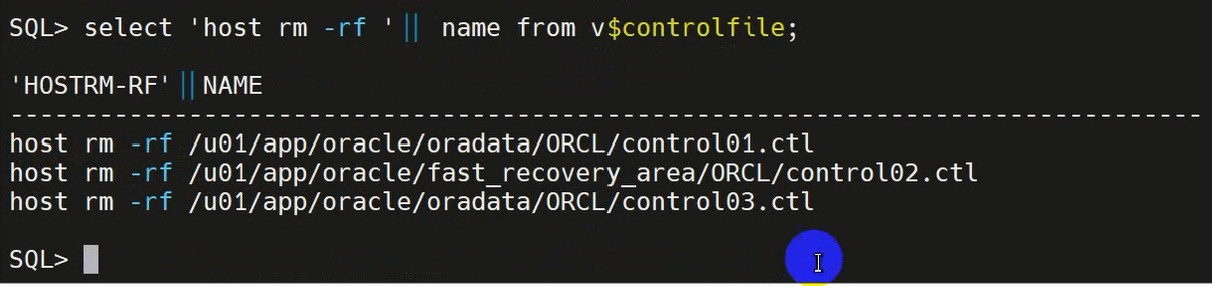 SQL> select 'host rm -rf '|| name from v$controlfile;
'HOSTRM-RF'||NAME
--------------------------------------------------------------------------------
host rm -rf /u01/app/oracle/oradata/ORCL/control01.ctl
host rm -rf /u01/app/oracle/fast_recovery_area/ORCL/control02.ctl
host rm -rf /u01/app/oracle/oradata/ORCL/control03.ctl
SQL>